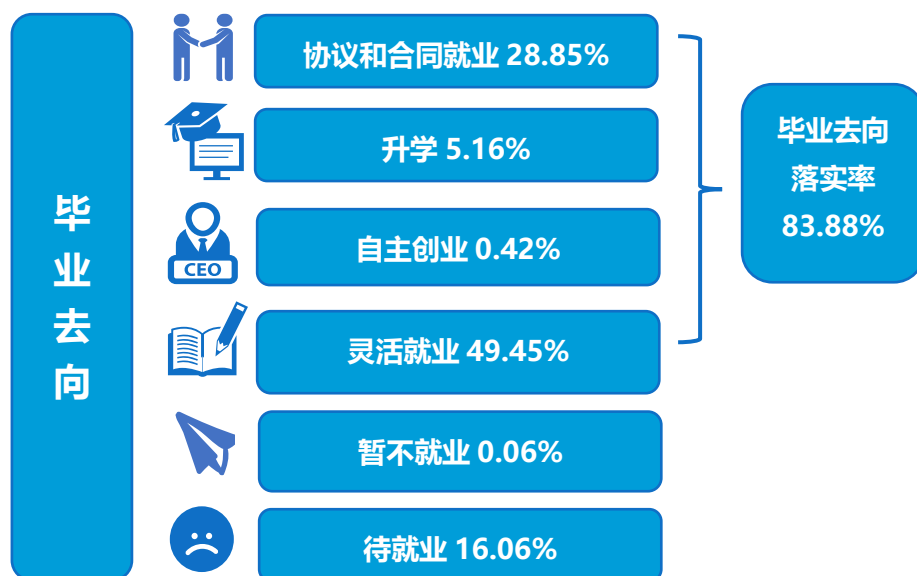 毕业去向
协议和合同就业 28.85%
升学 5.16%
CEO
自主创业 0.42%
灵活就业 49.45%
暂不就业 0.06%
待就业 16.06%
毕业去向
落实率
83.88%